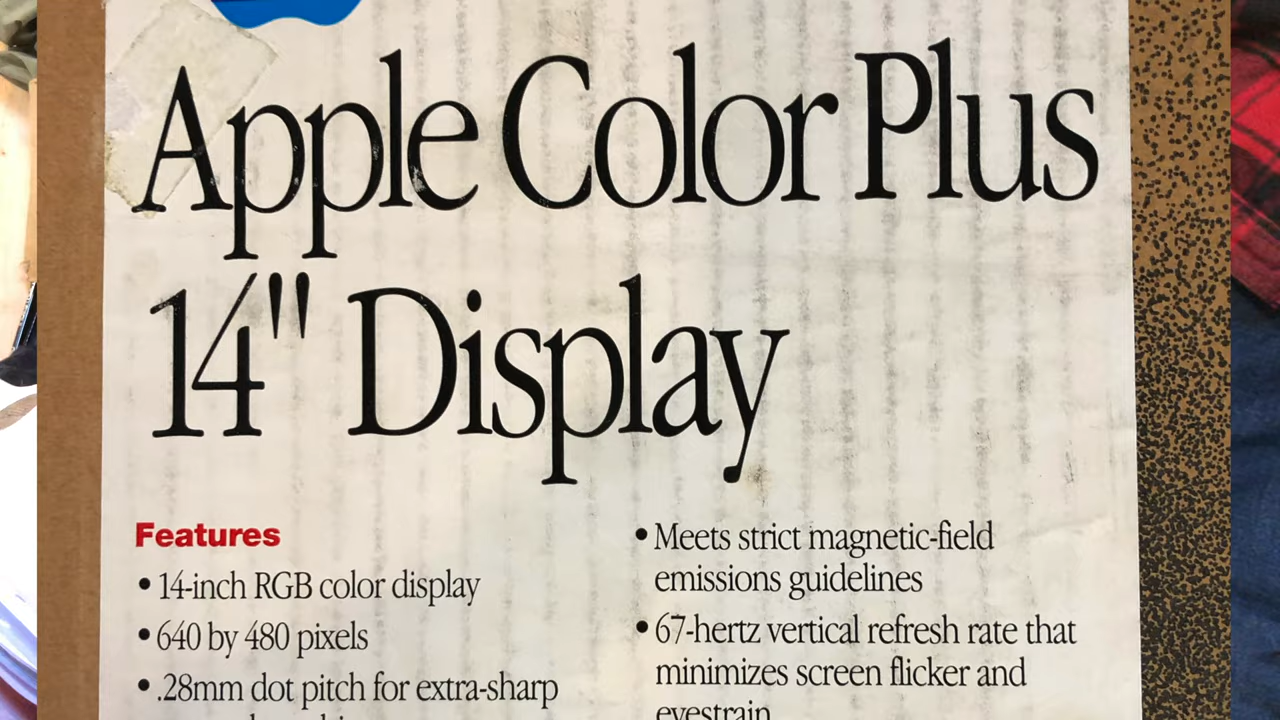 Apple Color Plus
14" Display
Features
• 14-inch RGB color display
• 640 by 480 pixels
• .28mm dot pitch for extra-sharp
• Meets strict magnetic-field
emissions guidelines
• 67-hertz vertical refresh rate that
minimizes screen flicker and
eyestrain